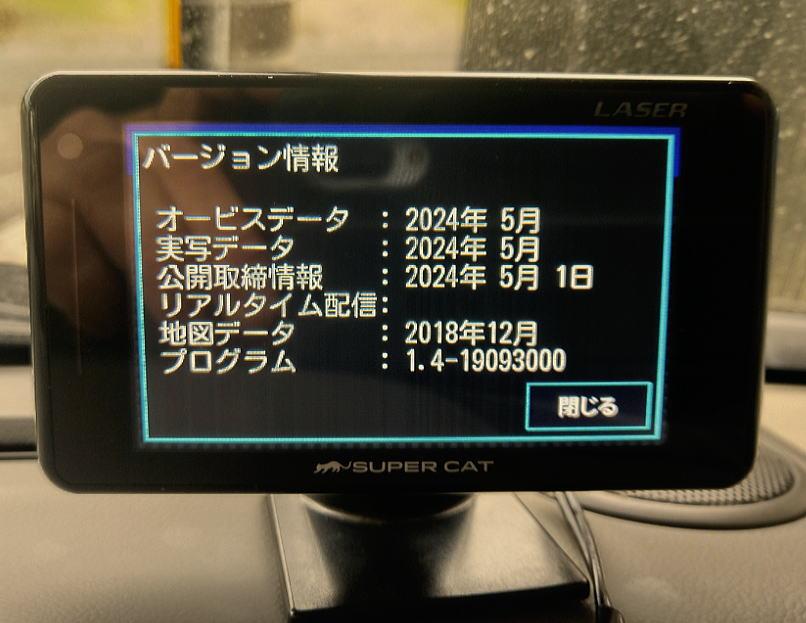 LASER
バージョン情報
オービスデータ : 2024年 5月
実写データ : 2024年 5月
公開取締情報 : 2024年 5月 1日
リアルタイム配信:
地図データ : 2018年12月
プログラム : 1.4-19093000
閉じる
SUPER CAT